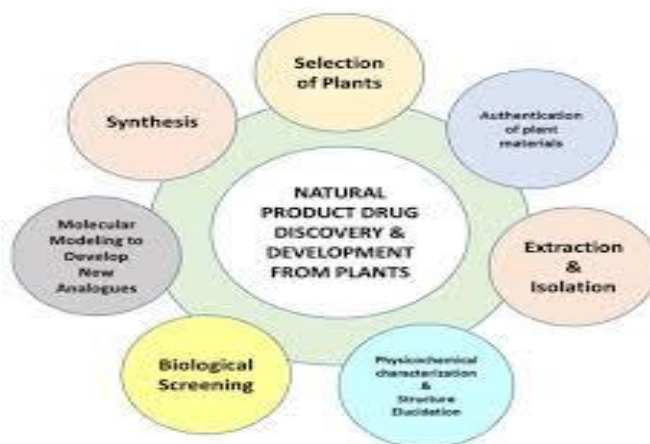 Selection
of Plants
Authentication
of plant
materials
Extraction
&
Isolation
Physiochemical
characterization
&
Structure
Elucidation
Biological
Screening
Molecular
Modeling to
Develop
New
Analogues
Synthesis
NATURAL
PRODUCT DRUG
DISCOVERY &
DEVELOPMENT
FROM PLANTS